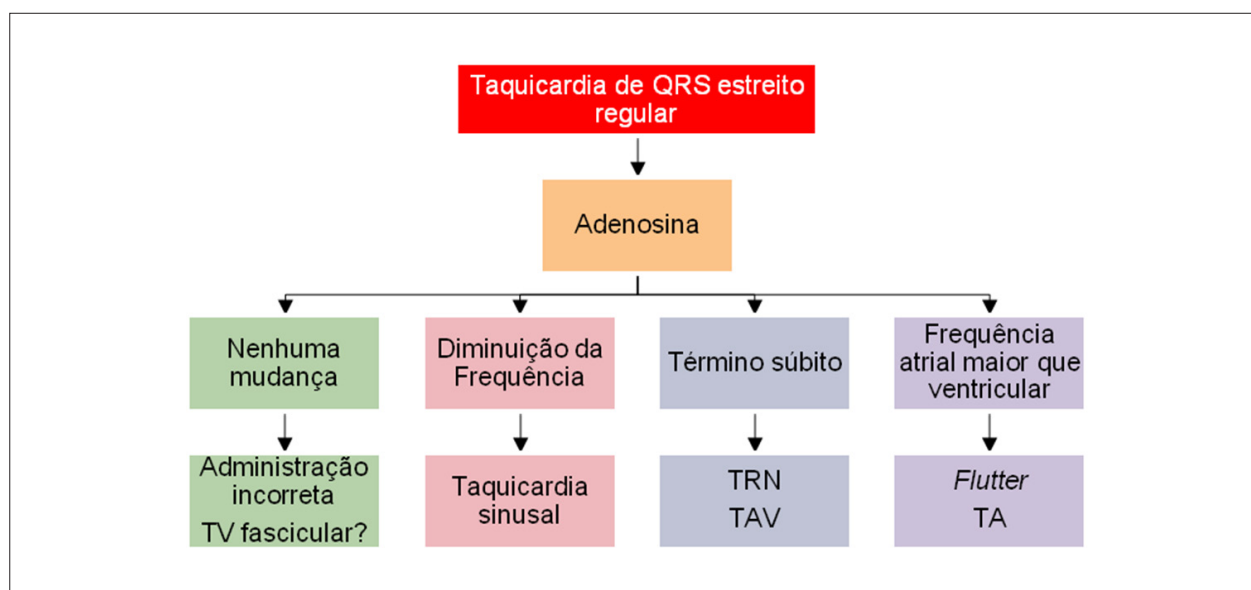 Taquicardia de QRS estreito
regular
Adenosina
Nenhuma
mudança
Diminuição da
Frequência
Término súbito
Frequência
atrial maior que
ventricular
Administração
incorreta
TV fascicular?
Taquicardia
sinusal
TRN
TAV
Flutter
TA